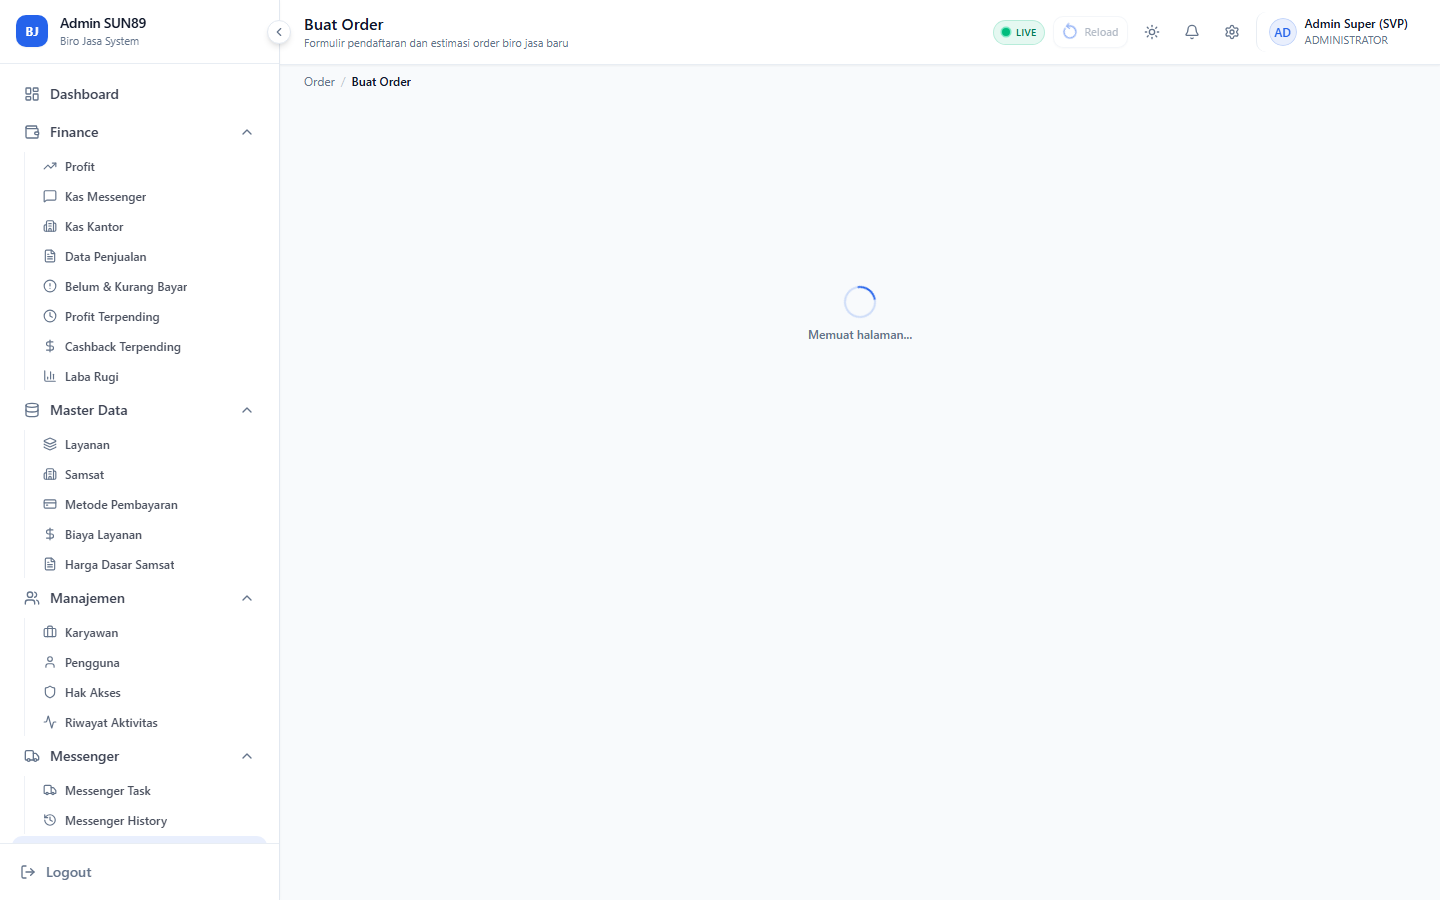 BJ
Admin SUN89
Biro Jasa System
Dashboard
Finance
Profit
Kas Messenger
Kas Kantor
Data Penjualan
Belum & Kurang Bayar
Profit Terpending
Cashback Terpending
Laba Rugi
Master Data
Layanan
Samsat
Metode Pembayaran
Biaya Layanan
Harga Dasar Samsat
Manajemen
Karyawan
Pengguna
Hak Akses
Riwayat Aktivitas
Messenger
Messenger Task
Messenger History
Logout
Buat Order
Formulir pendaftaran dan estimasi order biro jasa baru
LIVE
Reload
AD
Admin Super (SVP)
ADMINISTRATOR
Order / Buat Order
Memuat halaman...